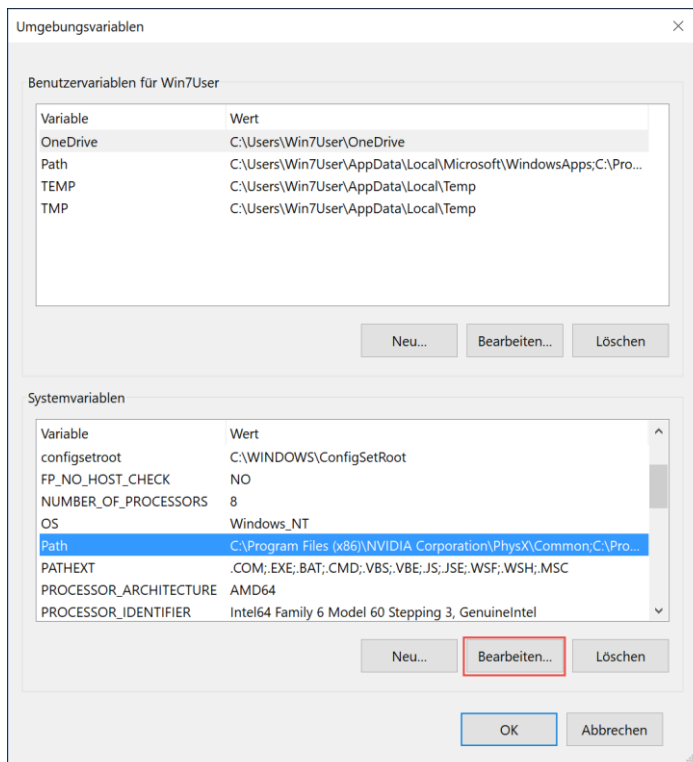 Umgebungsvariablen
Benutzervariablen für Win7User
Variable Wert
OneDrive C:\Users\Win7User\OneDrive
Path C:\Users\Win7User\AppData\Local\Microsoft\WindowsApps;C:\Pro...
TEMP C:\Users\Win7User\AppData\Local\Temp
TMP C:\Users\Win7User\AppData\Local\Temp
Neu... Bearbeiten... Löschen
Systemvariablen
Variable Wert
configsetroot C:\WINDOWS\ConfigSetRoot
FP_NO_HOST_CHECK NO
NUMBER_OF_PROCESSORS 8
OS Windows_NT
Path C:\Program Files (x86)\NVIDIA Corporation\PhysX\Common;C:\Pro...
PATHEXT .COM;.EXE;.BAT;.CMD;.VBS;.VBE;.JS;.JSE;.WSF;.WSH;.MSC
PROCESSOR_ARCHITECTURE AMD64
PROCESSOR_IDENTIFIER Intel64 Family 6 Model 60 Stepping 3, GenuineIntel
Neu... Bearbeiten... Löschen
OK Abbrechen